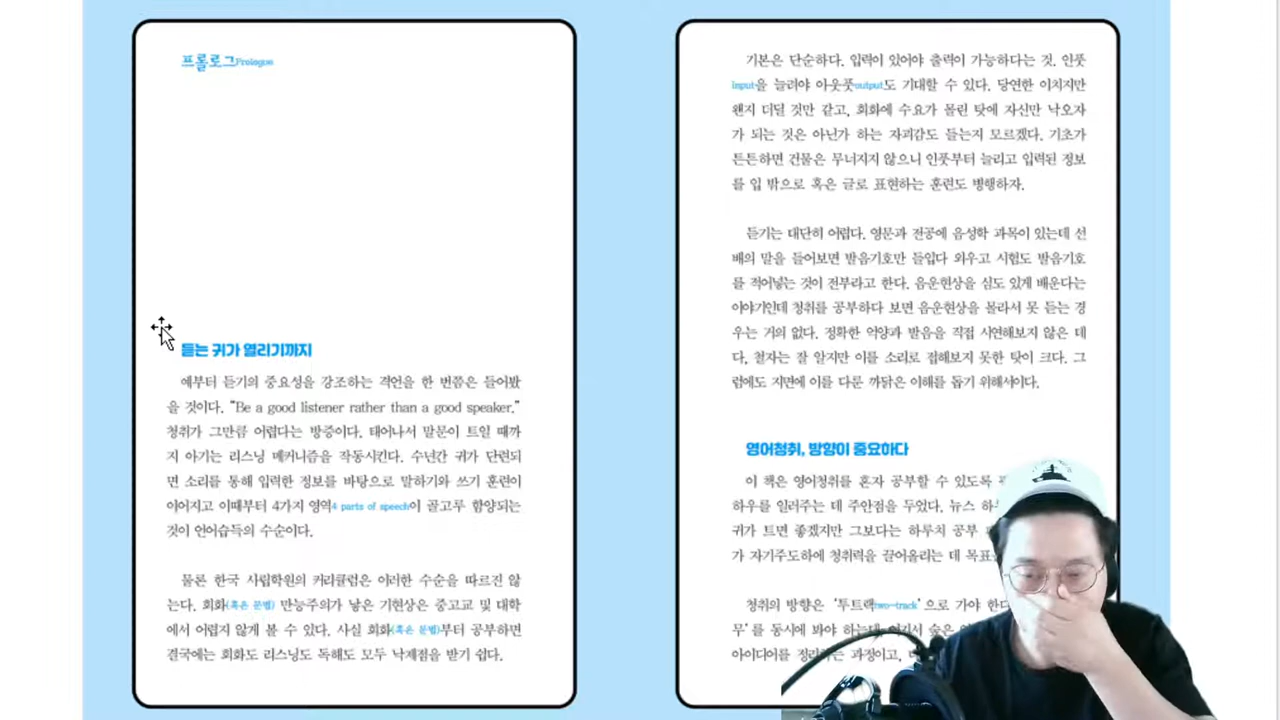 프롤로그Prologue
듣는 귀가 열리기까지
예부터 듣기의 중요성을 강조하는 격언을 한 번쯤은 들어봤
을 것이다. “Be a good listener rather than a good speaker.”
청취가 그만큼 어렵다는 방증이다. 태어나서 말문이 트일 때까
지 아기는 리스닝 메커니즘을 작동시킨다. 수년간 귀가 단련되
면 소리를 통해 입력한 정보를 바탕으로 말하기와 쓰기 훈련이
이어지고 이때부터 4가지 영역4 parts of speech이 골고루 함양되는
것이 언어습득의 수순이다.
물론 한국 사립학원의 커리큘럼은 이러한 수순을 따르진 않
는다. 회화(혹은 문법) 만능주의가 낳은 기현상은 중고교 및 대학
에서 어렵지 않게 볼 수 있다. 사실 회화(혹은 문법)부터 공부하면
결국에는 회화도 리스닝도 독해도 모두 낙제점을 받기 쉽다.
기본은 단순하다. 입력이 있어야 출력이 가능하다는 것. 인풋
input을 늘려야 아웃풋output도 기대할 수 있다. 당연한 이치지만
왠지 더딜 것만 같고, 회화에 수요가 몰린 탓에 자신만 낙오자
가 되는 것은 아닌가 하는 자괴감도 들는지 모르겠다. 기초가
튼튼하면 건물은 무너지지 않으니 인풋부터 늘리고 입력된 정보
를 입 밖으로 혹은 글로 표현하는 훈련도 병행하자.
듣기는 대단히 어렵다. 영문과 전공에 음성학 과목이 있는데 선
배의 말을 들어보면 발음기호만 들입다 외우고 시험도 발음기호
를 적어넣는 것이 전부라고 한다. 음운현상을 심도 있게 배운다는
이야기인데 청취를 공부하다 보면 음운현상을 몰라서 못 듣는 경
우는 거의 없다. 정확한 억양과 발음을 직접 시연해보지 않은 데
다, 철자는 잘 알지만 이를 소리로 접해보지 못한 탓이 크다. 그
럼에도 지면에 이를 다룬 까닭은 이해를 돕기 위해서이다.
영어청취, 방향이 중요하다
이 책은 영어청취를 혼자 공부할 수 있도록
하우를 일러주는 데 주안점을 두었다. 뉴스
귀가 트면 좋겠지만 그보다는 하루치 공부
가 자기주도하에 청취력을 끌어올리는 데
청취의 방향은 ‘투트랙two-track’으로 가야 한다
무’를 동시에 봐야 하는데 여기서 숲은
아이디어를 정리하는 과정이고,